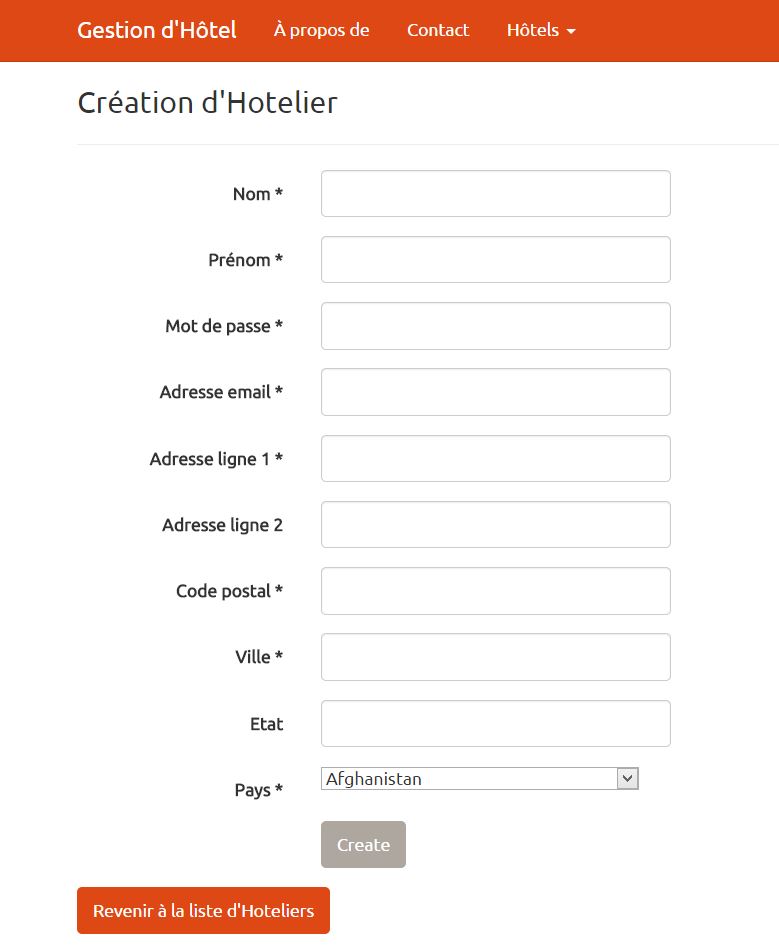 Gestion d'Hôtel À propos de Contact Hôtels
Création d'Hotelier
Nom *
Prénom *
Mot de passe *
Adresse email *
Adresse ligne 1 *
Adresse ligne 2
Code postal *
Ville *
Etat
Pays * Afghanistan
Create
Revenir à la liste d'Hoteliers